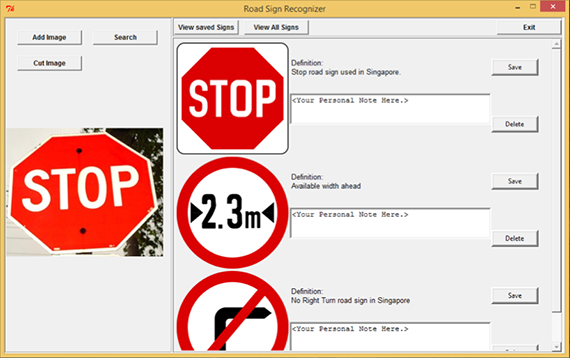 Road Sign Recognizer
Add Image
Search
Cut Image
STOP
View saved Signs
View All Signs
Exit
STOP
Definition:
Stop road sign used in Singapore.
Save
<Your Personal Note Here.>
Delete
2.3m
Definition:
Available width ahead
Save
<Your Personal Note Here.>
Delete
Definition:
No Right Turn road sign in Singapore
Save
<Your Personal Note Here.>